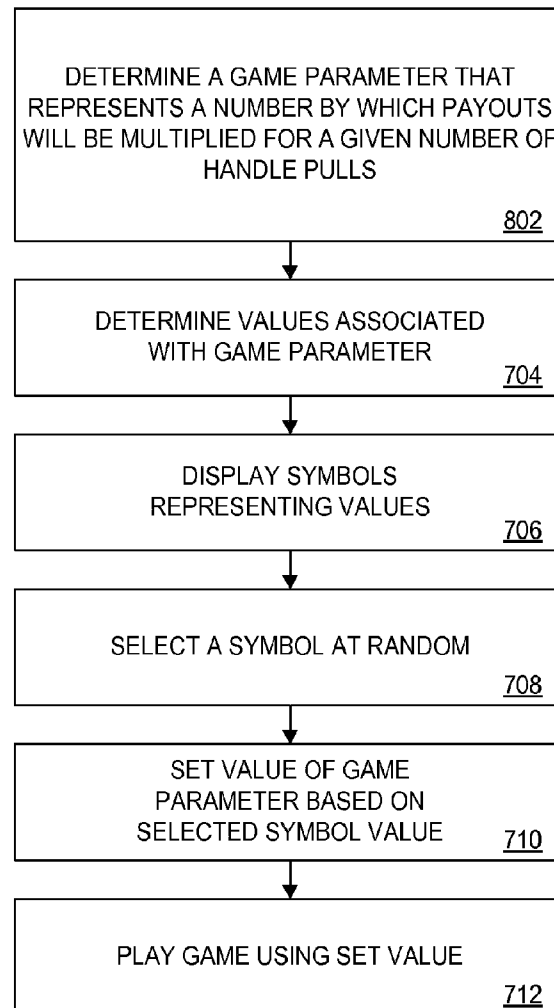 DETERMINE A GAME PARAMETER THAT
REPRESENTS A NUMBER BY WHICH PAYOUTS
WILL BE MULTIPLIED FOR A GIVEN NUMBER OF
HANDLE PULLS
802
DETERMINE VALUES ASSOCIATED
WITH GAME PARAMETER
704
DISPLAY SYMBOLS
REPRESENTING VALUES
706
SELECT A SYMBOL AT RANDOM
708
SET VALUE OF GAME
PARAMETER BASED ON
SELECTED SYMBOL VALUE
710
PLAY GAME USING SET VALUE
712